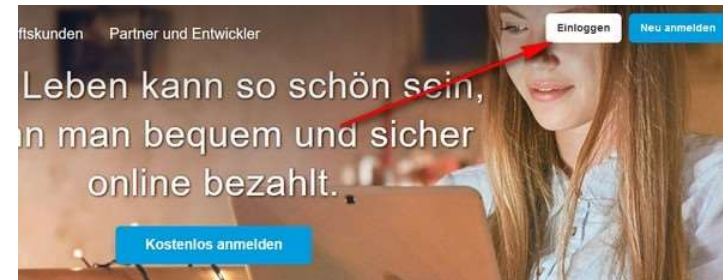 ftskunden Partner und Entwickler Einloggen Neu anmelden
Leben kann so schön sein,
man bequem und sicher
online bezahlt.
Kostenlos anmelden